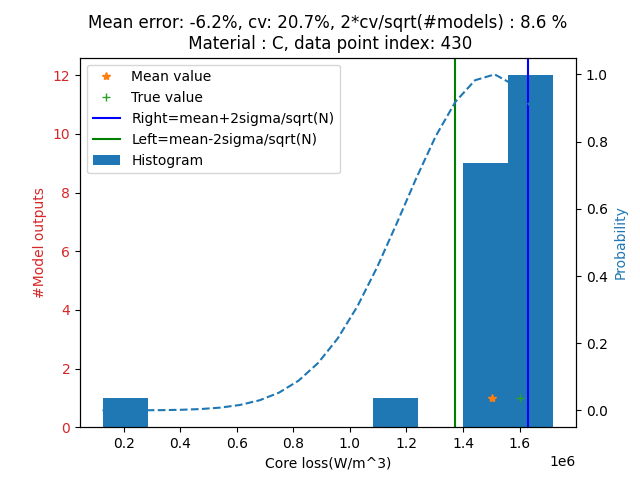 Mean error: -6.2%, cv: 20.7%, 2*cv/sqrt(#models) : 8.6 %
Material : C, data point index: 430
Mean value
True value
Right=mean+2sigma/sqrt(N)
Left=mean-2sigma/sqrt(N)
Histogram
#Model outputs
12
10
8
6
4
2
0
1.0
0.8
0.6
0.4
0.2
0.0
Probability
0.2 0.4 0.6 0.8 1.0 1.2 1.4 1.6
1e6
Core loss(W/m^3)